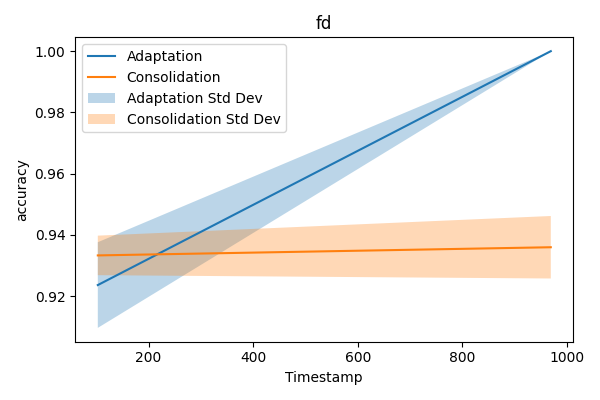 fd
Adaptation
Consolidation
Adaptation Std Dev
Consolidation Std Dev
1.00
0.98
0.96
0.94
0.92
accuracy
200
400
600
800
1000
Timestamp